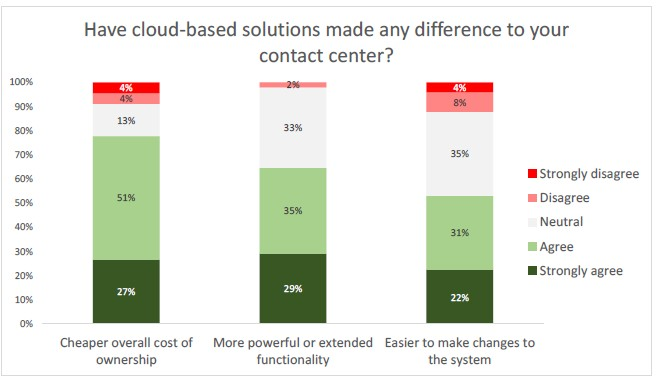 Have cloud-based solutions made any difference to your
contact center?
100%
90%
80%
70%
60%
50%
40%
30%
20%
10%
0%
4%
4%
13%
51%
27%
2%
33%
35%
29%
4%
8%
35%
31%
22%
Cheaper overall cost of
ownership
More powerful or extended
functionality
Easier to make changes to
the system
Strongly disagree
Disagree
Neutral
Agree
Strongly agree